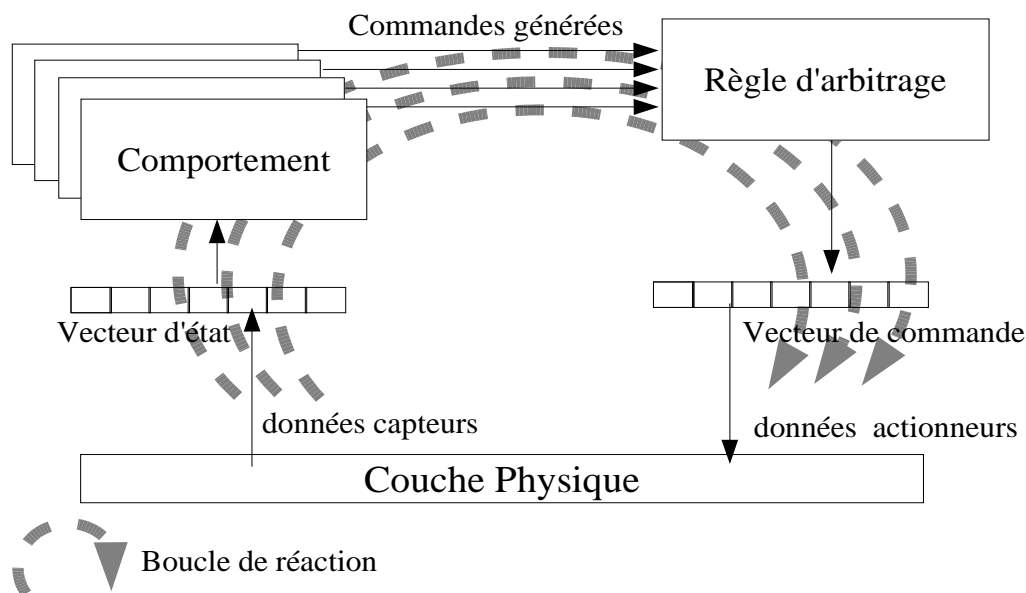 Commandes générées
Règle d'arbitrage
Comportement
Vecteur d'état
Vecteur de commande
données capteurs
données actionneurs
Couche Physique
Boucle de réaction